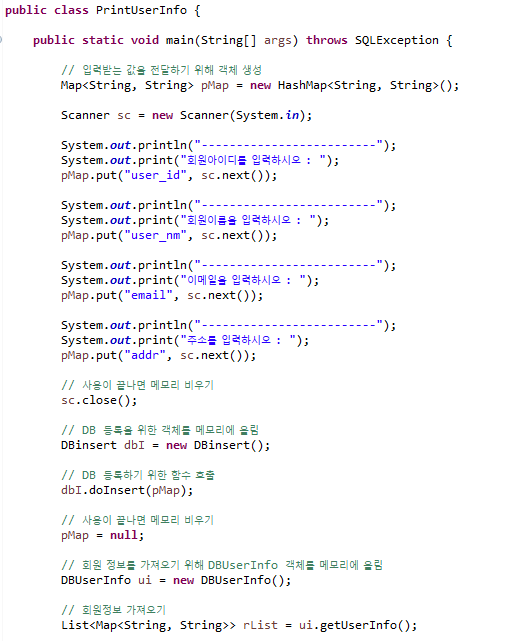 public class PrintUserInfo {
public static void main(String[] args) throws SQLException {
// 입력받는 값을 전달하기 위해 객체 생성
Map<String, String> pMap = new HashMap<String, String>();
Scanner sc = new Scanner(System.in);
System.out.println("--------------------------");
System.out.print("회원아이디를 입력하시오 : ");
pMap.put("user_id", sc.next());
System.out.println("--------------------------");
System.out.print("회원이름을 입력하시오 : ");
pMap.put("user_nm", sc.next());
System.out.println("--------------------------");
System.out.print("이메일을 입력하시오 : ");
pMap.put("email", sc.next());
System.out.println("--------------------------");
System.out.print("주소를 입력하시오 : ");
pMap.put("addr", sc.next());
// 사용이 끝나면 메모리 비우기
sc.close();
// DB 등록을 위한 객체를 메모리에 올림
DBinsert dbI = new DBinsert();
// DB 등록하기 위한 함수 호출
dbI.doInsert(pMap);
// 사용이 끝나면 메모리 비우기
pMap = null;
// 회원 정보를 가져오기 위해 DBUserInfo 객체를 메모리에 올림
DBUserInfo ui = new DBUserInfo();
// 회원정보 가져오기
List<Map<String, String>> rList = ui.getUserInfo();